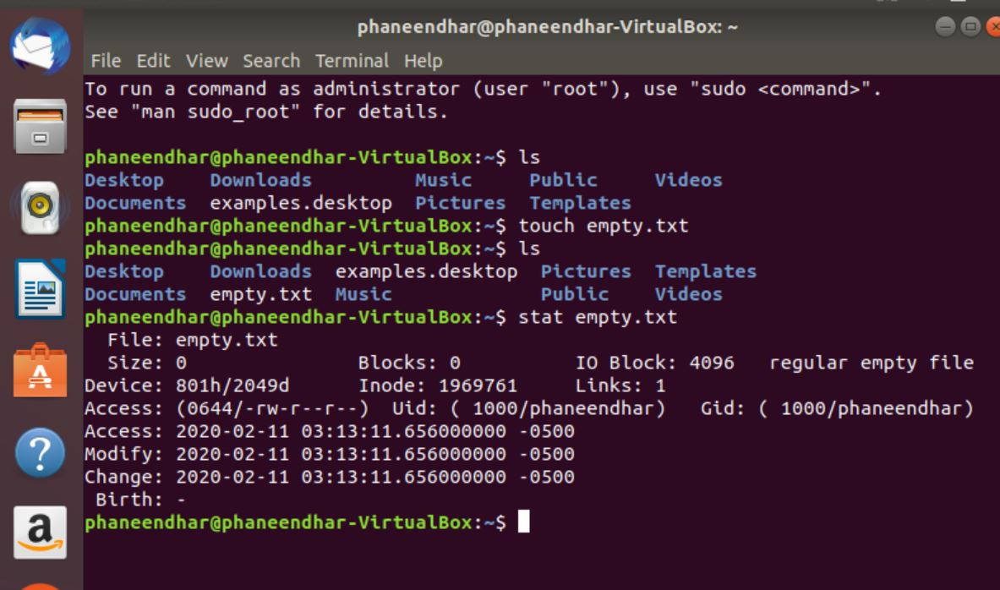 phaneendhar@phaneendhar-VirtualBox: ~
File Edit View Search Terminal Help
To run a command as administrator (user "root"), use "sudo <command>".
See "man sudo_root" for details.
phaneendhar@phaneendhar-VirtualBox:~$ ls
Desktop Downloads Music Public Videos
Documents examples.desktop Pictures Templates
phaneendhar@phaneendhar-VirtualBox:~$ touch empty.txt
phaneendhar@phaneendhar-VirtualBox:~$ ls
Desktop Downloads examples.desktop Pictures Templates
Documents empty.txt Music Public Videos
phaneendhar@phaneendhar-VirtualBox:~$ stat empty.txt
File: empty.txt
Size: 0 Blocks: 0 IO Block: 4096 regular empty file
Device: 801h/2049d Inode: 1969761 Links: 1
Access: (0644/-rw-r--r--) Uid: ( 1000/phaneendhar) Gid: ( 1000/phaneendhar)
Access: 2020-02-11 03:13:11.656000000 -0500
Modify: 2020-02-11 03:13:11.656000000 -0500
Change: 2020-02-11 03:13:11.656000000 -0500
Birth: -
phaneendhar@phaneendhar-VirtualBox:~$